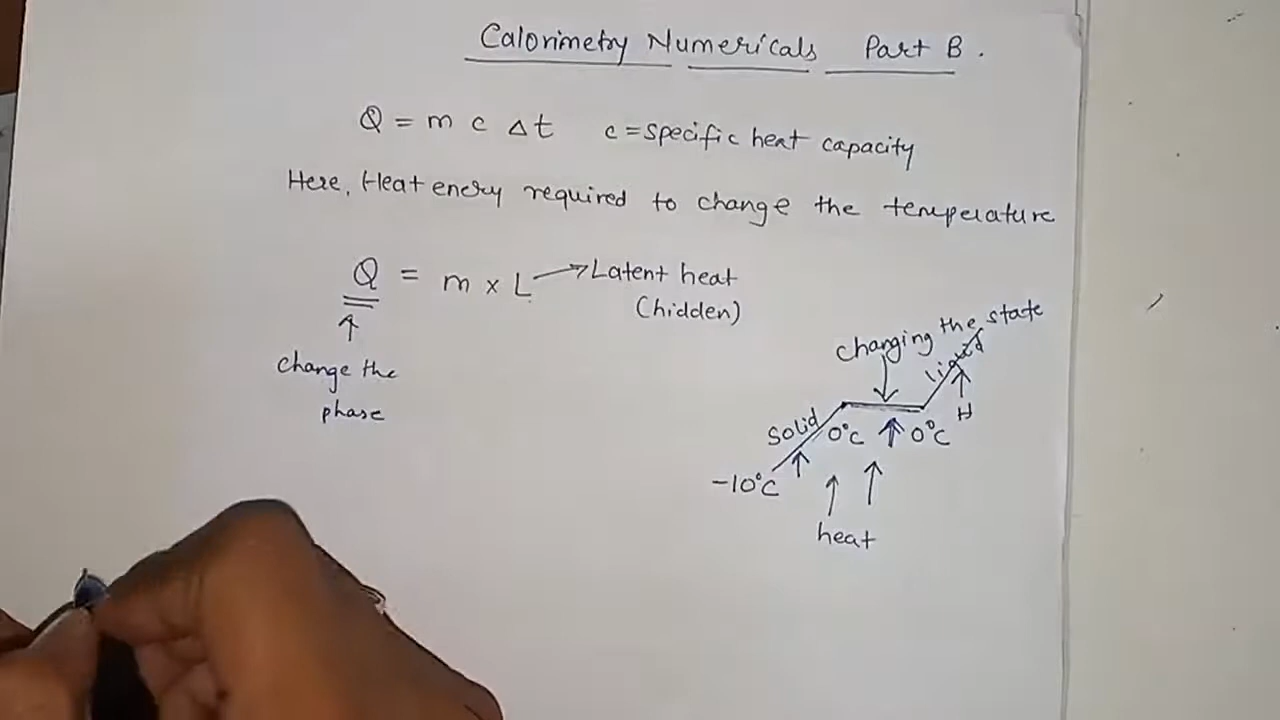 Calorimetry Numericals Part B.
Q = m c Δt c = specific heat capacity
Here, Heat enery required to change the temperature
Q = m × L → Latent heat
(hidden)
change the
phase
changing the state
solid
0°C
0°C
H
-10°C
heat